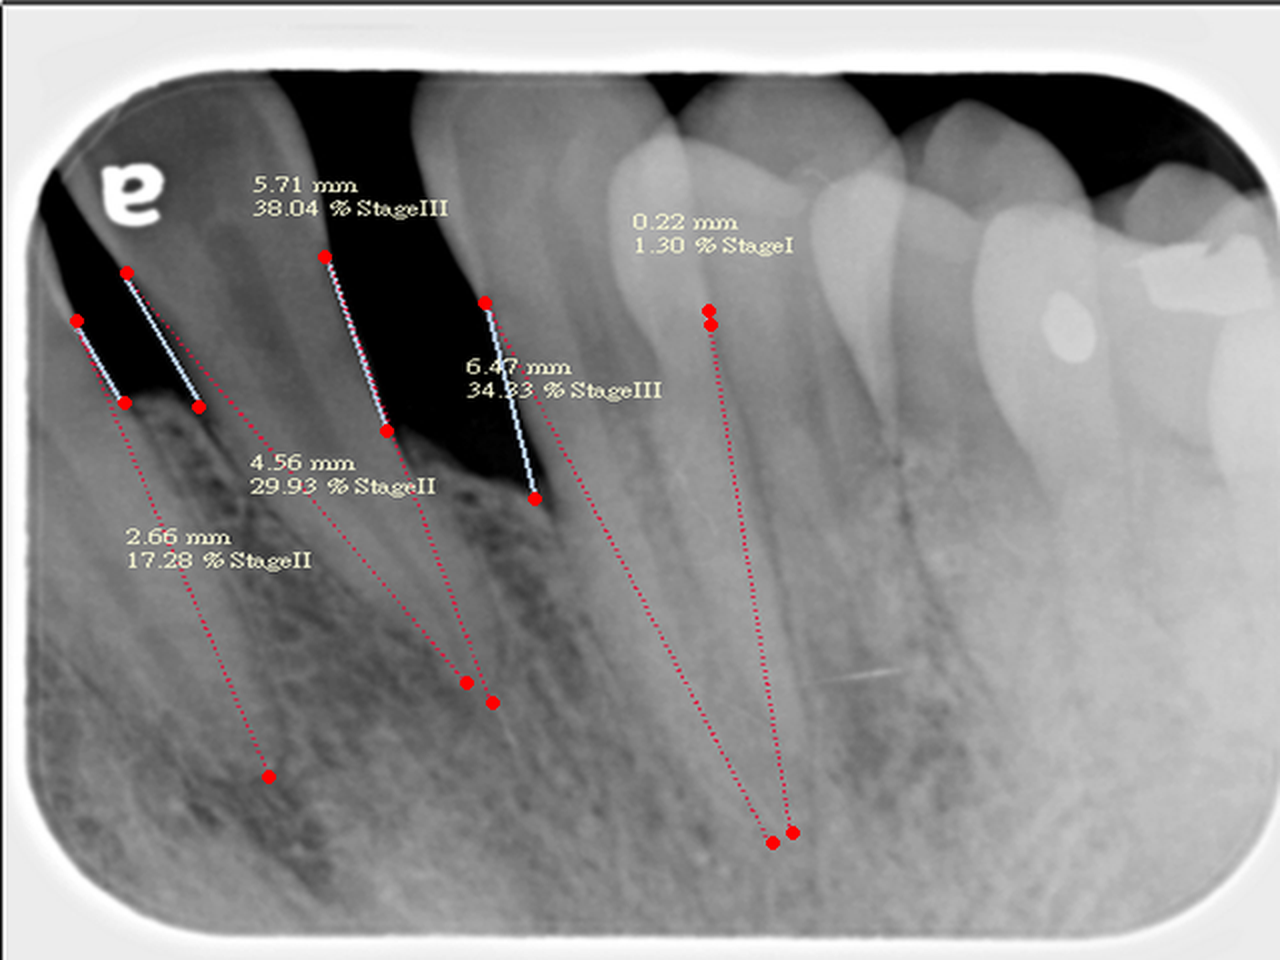 a
5.71 mm
38.04 % StageIII
0.22 mm
1.30 % StageI
6.47 mm
34.33 % StageIII
4.56 mm
29.93 % StageII
2.66 mm
17.28 % StageII